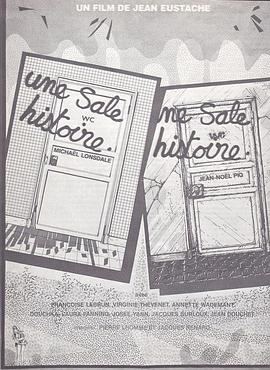 UN FILM DE JEAN EUSTACHE
une Sale
WC
histoire.
MICHAEL LONSDALE
une Sale
WC
histoire.
JEAN-NOËL PIQ
avec
FRANÇOISE LEBRUN, VIRGINIE THEVENET, ANNETTE WADEMANT,
DOUCHKA, LAURA FANNING, JOSÉE YANN, JACQUES BURLOUX, JEAN DOUCHET
PIERRE LHOMME ET JACQUES RENARD